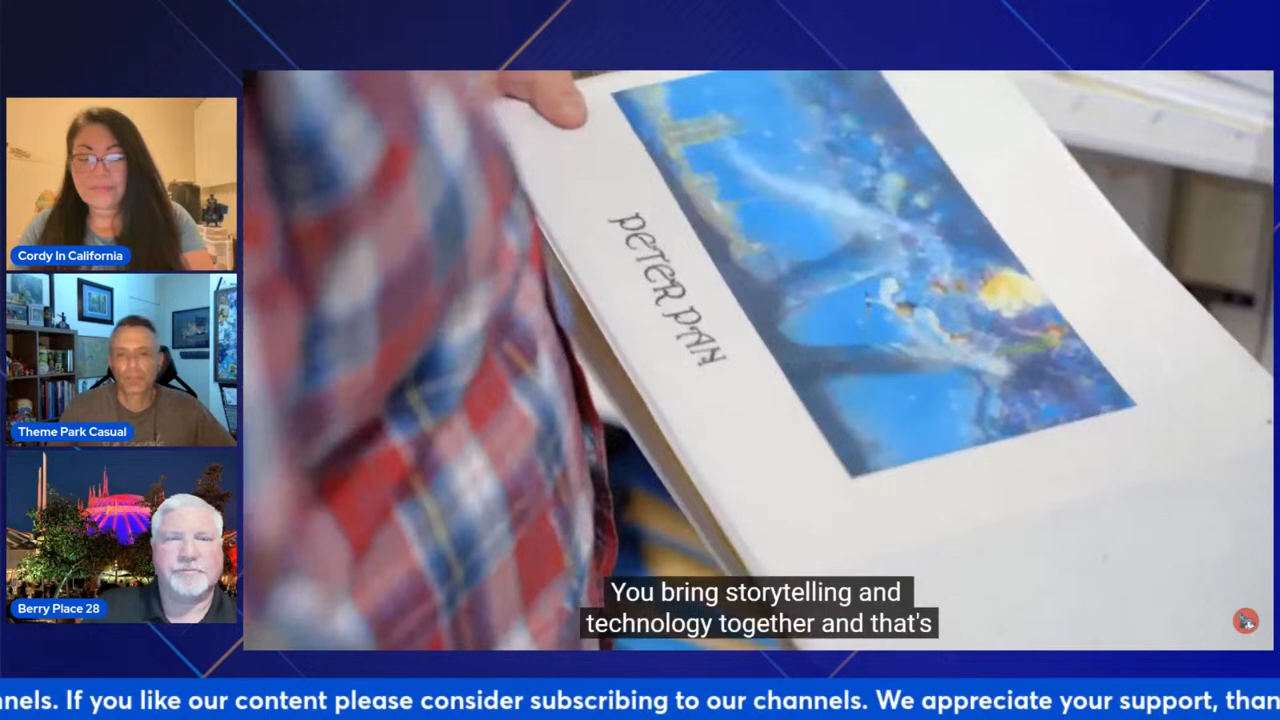 Cordy In California
Theme Park Casual
Berry Place 28
PETER PAN
You bring storytelling and
technology together and that's
nnels. If you like our content please consider subscribing to our channels. We appreciate your support, than